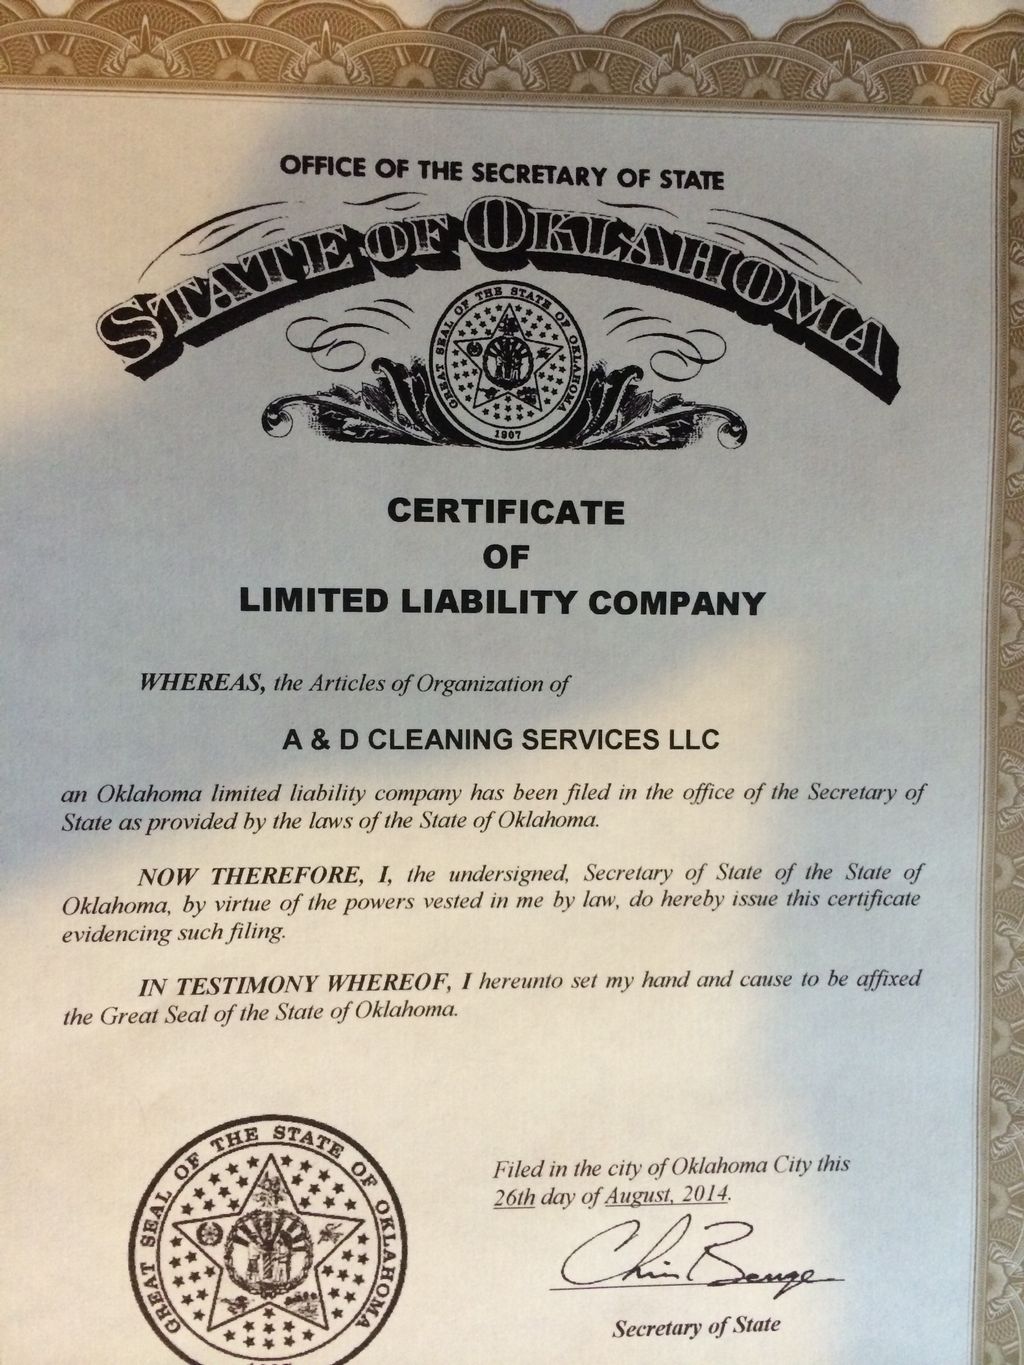 OFFICE OF THE SECRETARY OF STATE
STATE OF OKLAHOMA
GREAT SEAL OF THE STATE OF OKLAHOMA
1907
CERTIFICATE
OF
LIMITED LIABILITY COMPANY
WHEREAS, the Articles of Organization of
A & D CLEANING SERVICES LLC
an Oklahoma limited liability company has been filed in the office of the Secretary of
State as provided by the laws of the State of Oklahoma.
NOW THEREFORE, I, the undersigned, Secretary of State of the State of
Oklahoma, by virtue of the powers vested in me by law, do hereby issue this certificate
evidencing such filing.
IN TESTIMONY WHEREOF, I hereunto set my hand and cause to be affixed
the Great Seal of the State of Oklahoma.
GREAT SEAL OF THE STATE OF OKLAHOMA
Filed in the city of Oklahoma City this
26th day of August, 2014.
Secretary of State